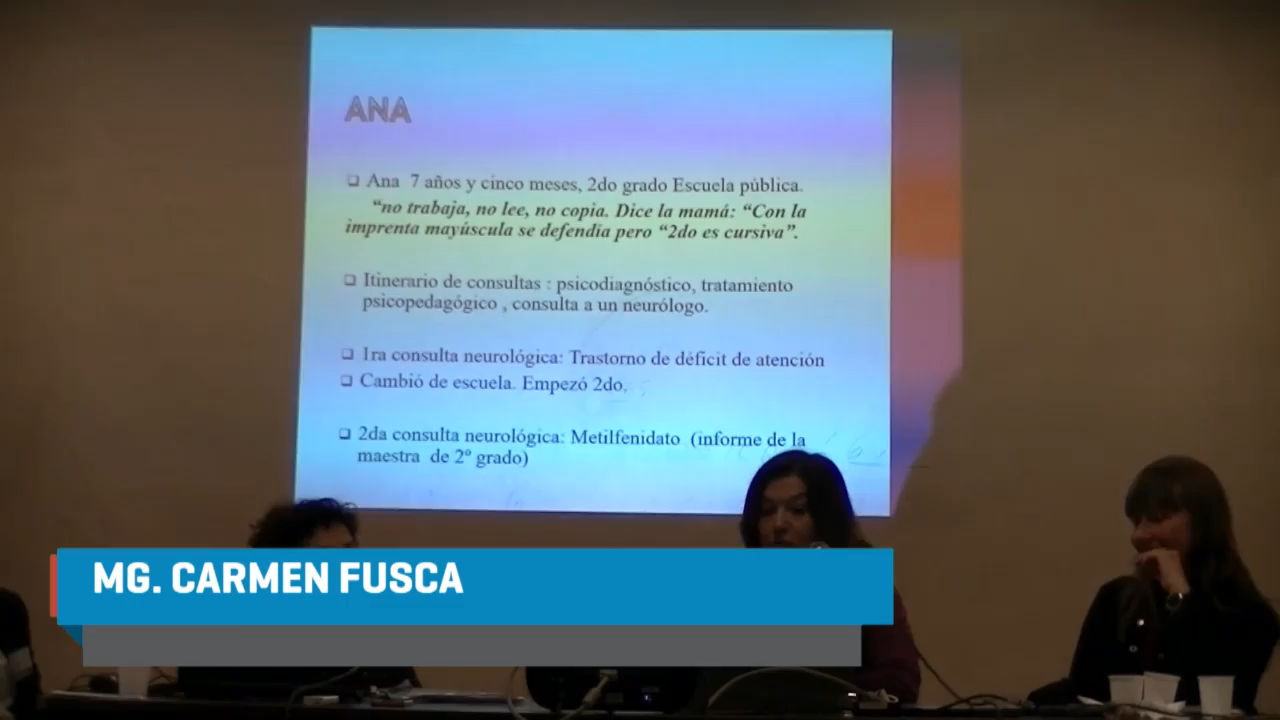 ANA
❑ Ana 7 años y cinco meses, 2do grado Escuela pública.
“no trabaja, no lee, no copia. Dice la mamá: “Con la
imprenta mayúscula se defendia pero “2do es cursiva”.
❑ Itinerario de consultas : psicodiagnóstico, tratamiento
psicopedagógico , consulta a un neurólogo.
❑ 1ra consulta neurológica: Trastorno de déficit de atención
❑ Cambió de escuela. Empezó 2do.
❑ 2da consulta neurológica: Metilfenidato (informe de la
maestra de 2º grado)
MG. CARMEN FUSCA